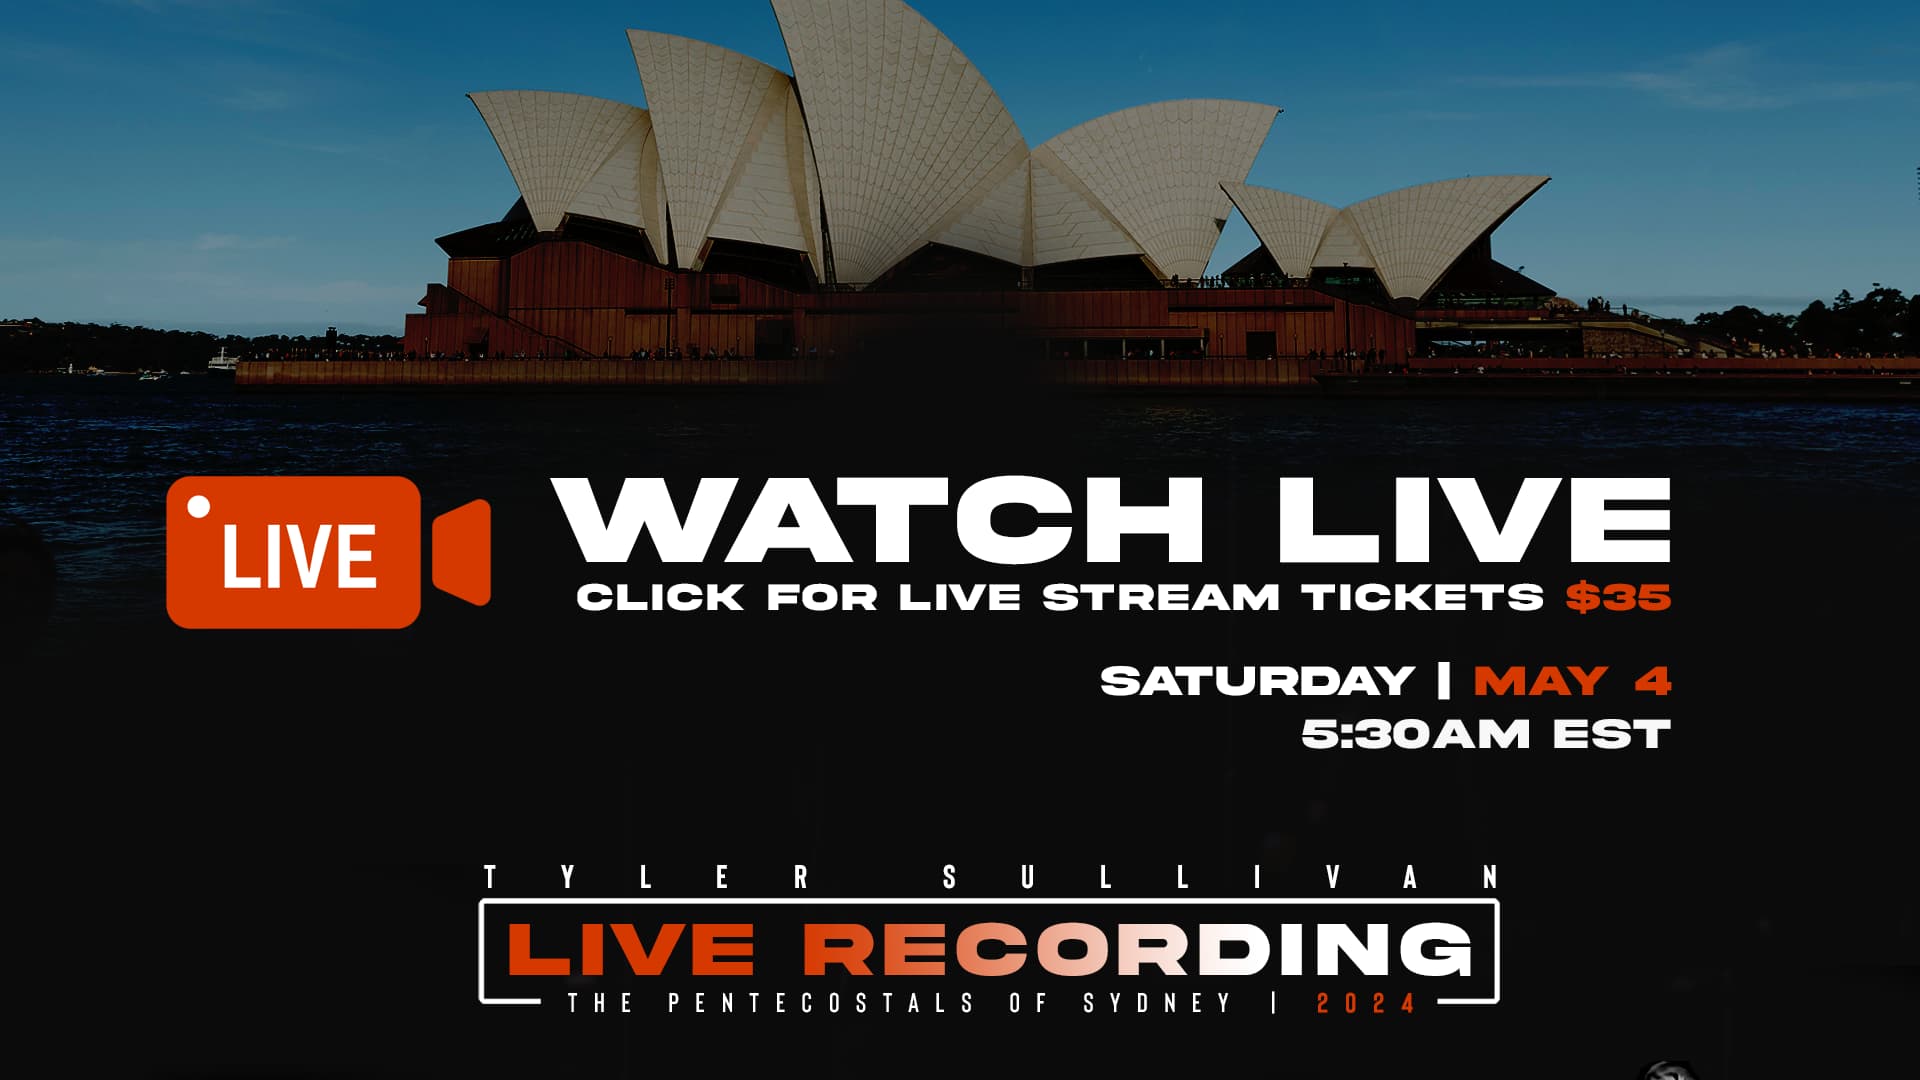 LIVE
WATCH LIVE
CLICK FOR LIVE STREAM TICKETS $35
SATURDAY | MAY 4
5:30AM EST
TYLER SULLIVAN
LIVE RECORDING
THE PENTECOSTALS OF SYDNEY | 2024